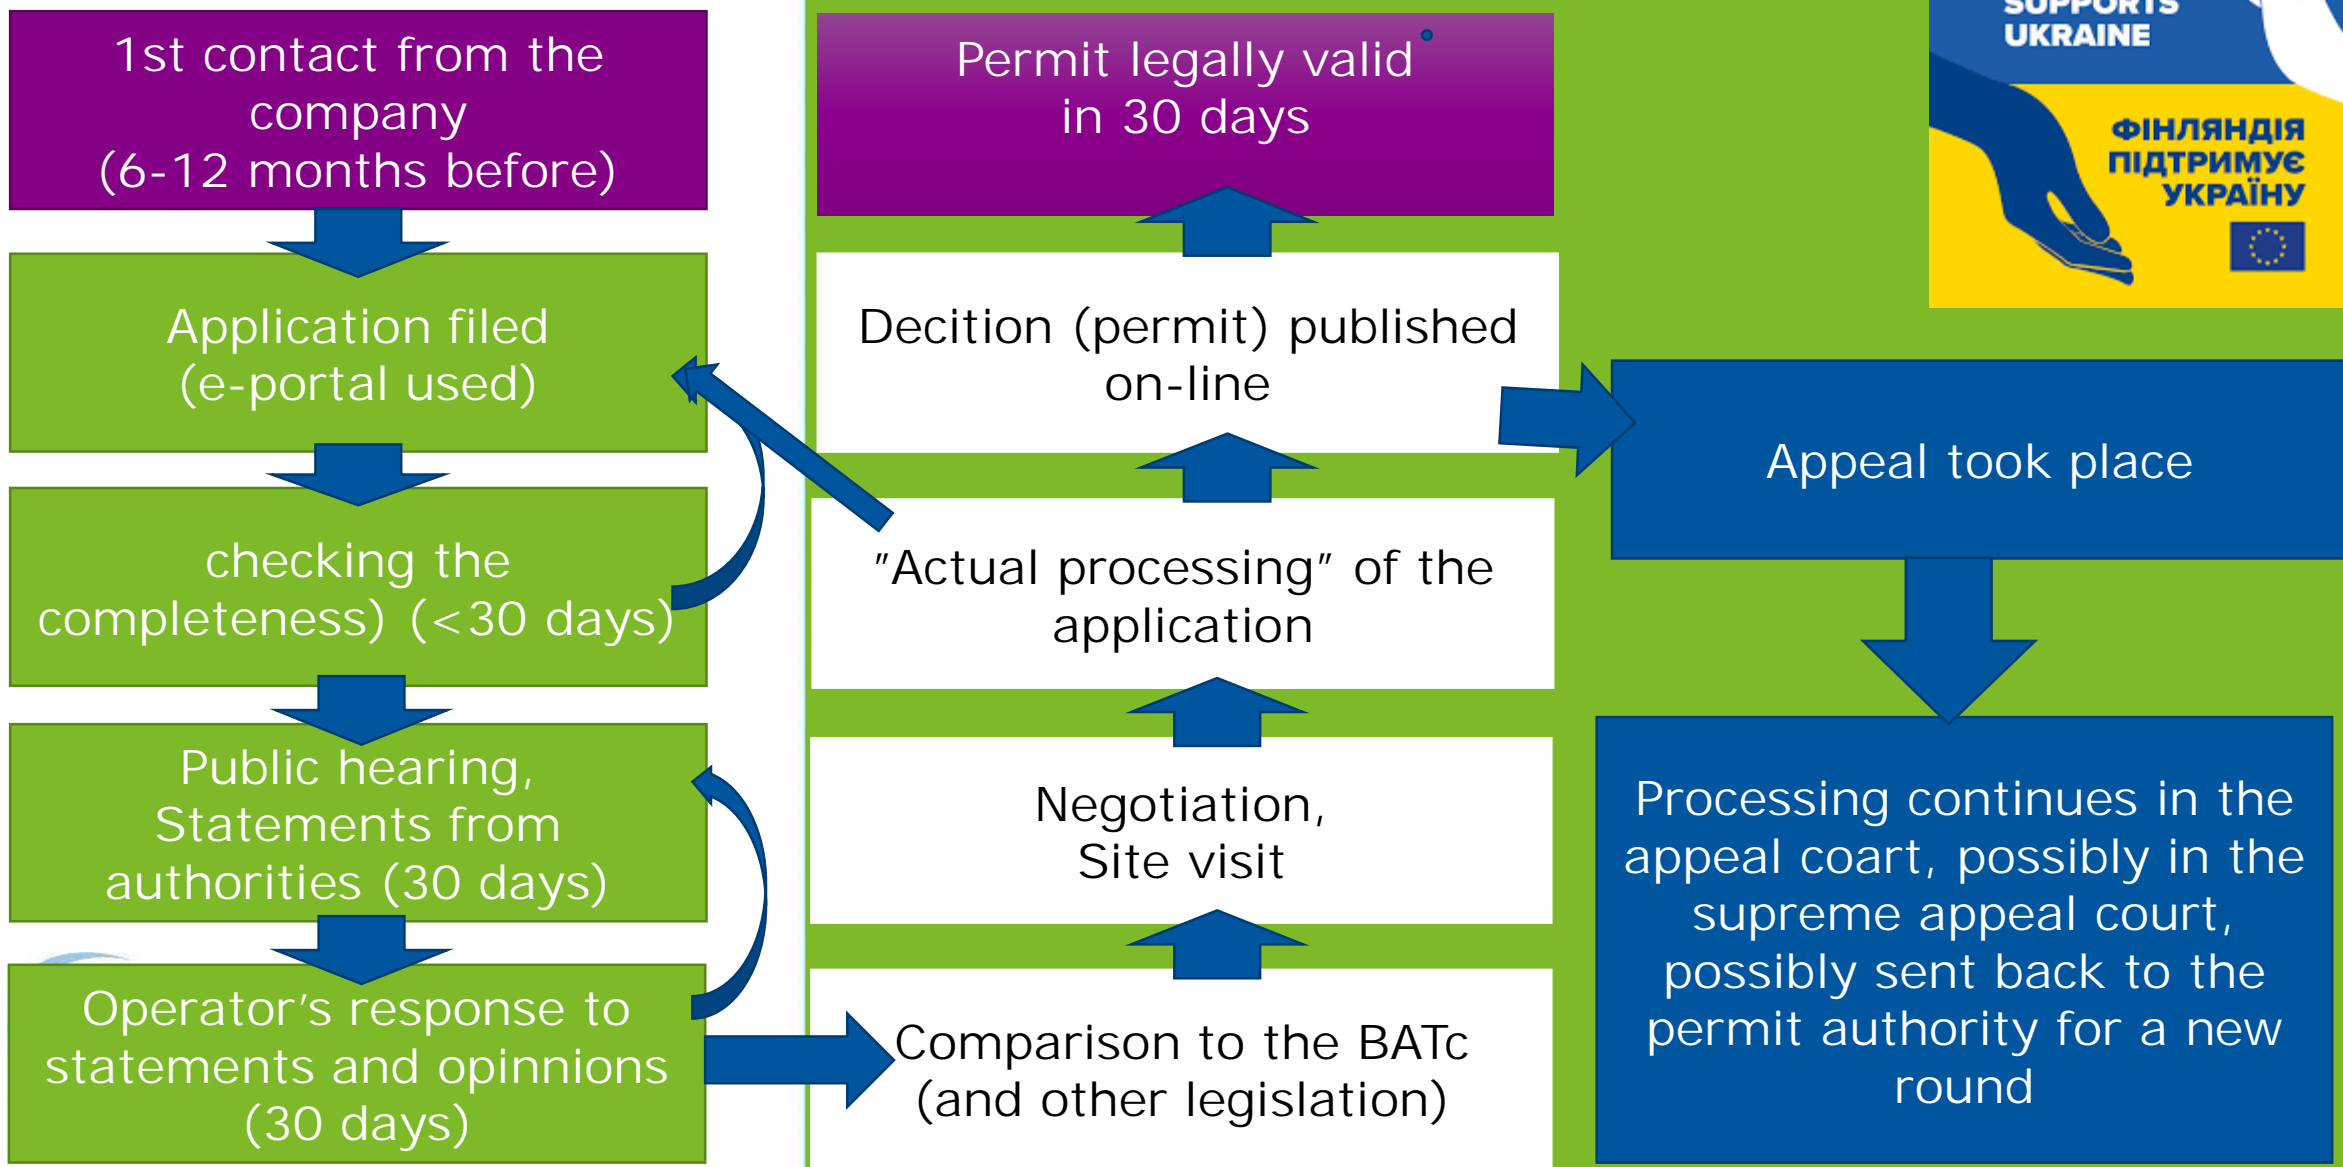 1st contact from the
company
(6-12 months before)
Application filed
(e-portal used)
checking the
completeness) (<30 days)
Public hearing,
Statements from
authorities (30 days)
Operator's response to
statements and opinnions
(30 days)
Permit legally valid
in 30 days
Decition (permit) published
on-line
"Actual processing" of the
application
Negotiation,
Site visit
Comparison to the BATc
(and other legislation)
SUPPORTS
UKRAINE
ФІНЛЯНДІЯ
ПІДТРИМУЄ
УКРАЇНУ
Appeal took place
Processing continues in the
appeal coart, possibly in the
supreme appeal court,
possibly sent back to the
permit authority for a new
round